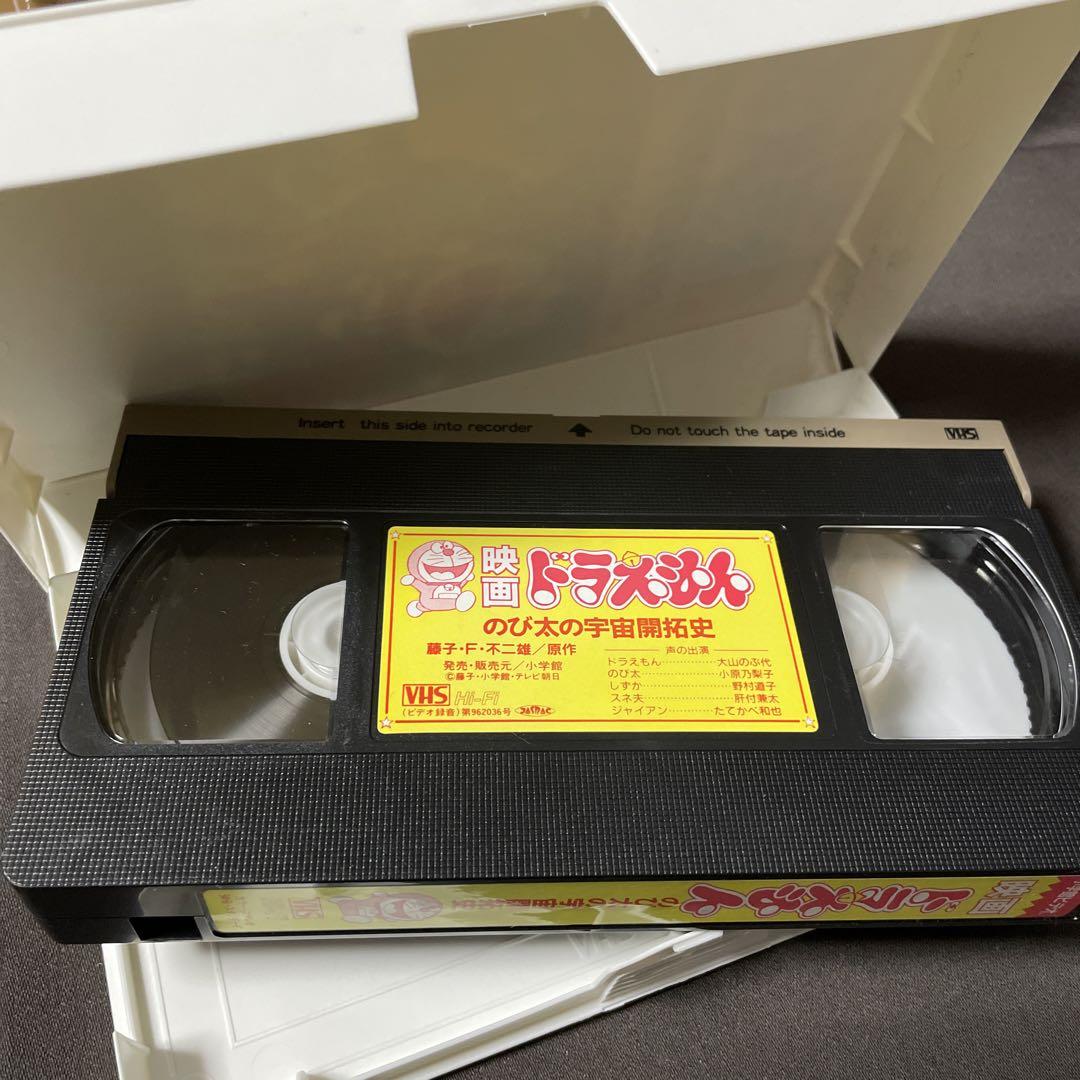 Insert this side into recorder Do not touch the tape inside VHS
映画 ドラえもん
のび太の宇宙開拓史
藤子・F・不二雄／原作
発売・販売元／小学館
©藤子・小学館・テレビ朝日
VHS Hi-Fi
(ビデオ録音)第962036号 JASRAC
声の出演
ドラえもん…………大山のぶ代
のび太…………小原乃梨子
しずか…………野村道子
スネ夫…………肝付兼太
ジャイアン…………たてかべ和也
映画 ドラえもん
のび太の宇宙開拓史
VHS